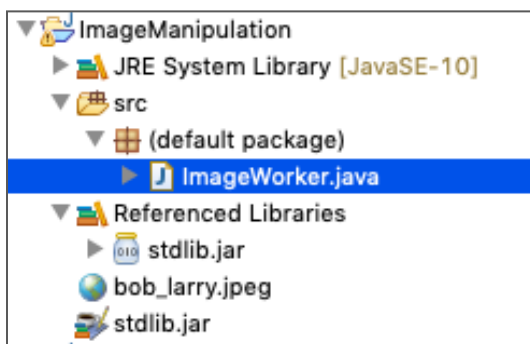 ImageManipulation
JRE System Library [JavaSE-10]
src
(default package)
J ImageWorker.java
Referenced Libraries
010 stdlib.jar
bob_larry.jpeg
stdlib.jar